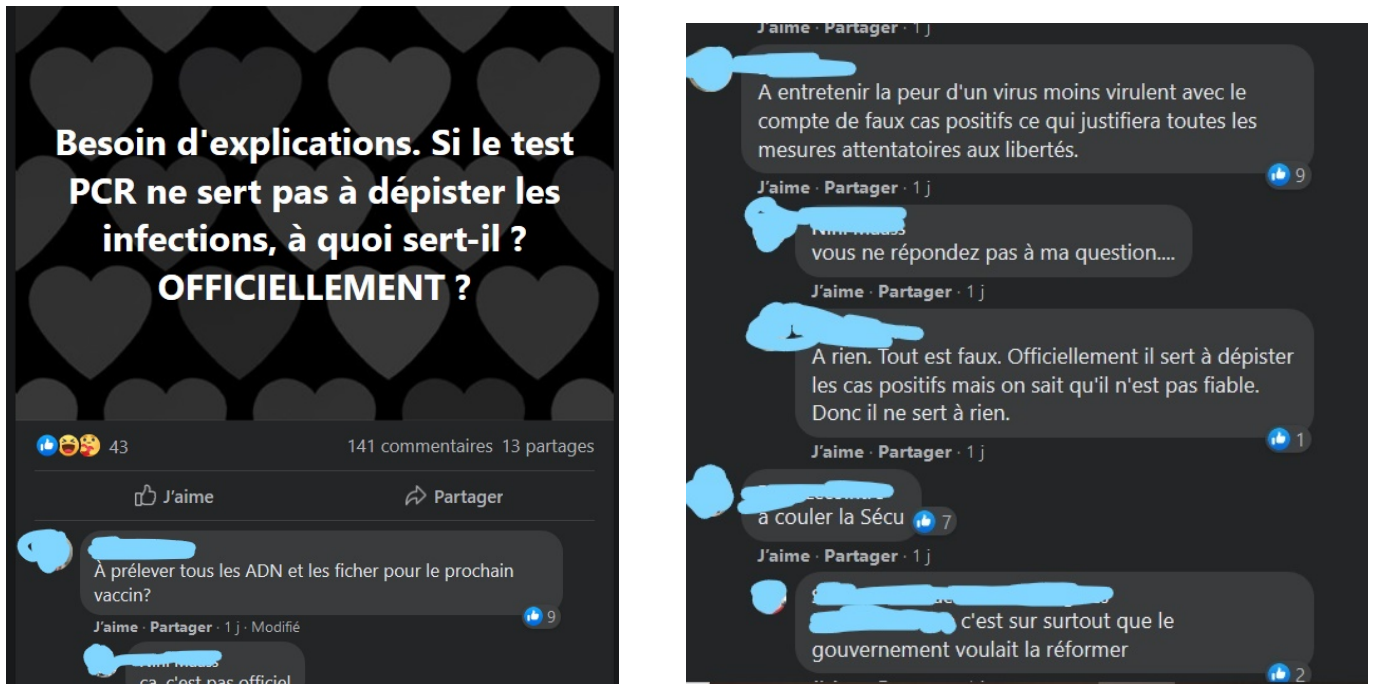 Besoin d'explications. Si le test
PCR ne sert pas à dépister les
infections, à quoi sert-il ?
OFFICIELLEMENT ?
43
141 commentaires 13 partages
J'aime
Partager
À prélever tous les ADN et les ficher pour le prochain
vaccin?
9
J'aime · Partager · 1 j · Modifié
ça, c'est pas officiel
J'aime · Partager · 1 j
A entretenir la peur d'un virus moins virulent avec le
compte de faux cas positifs ce qui justifiera toutes les
mesures attentatoires aux libertés.
9
J'aime · Partager · 1 j
vous ne répondez pas à ma question....
J'aime · Partager · 1 j
A rien. Tout est faux. Officiellement il sert à dépister
les cas positifs mais on sait qu'il n'est pas fiable.
Donc il ne sert à rien.
1
J'aime · Partager · 1 j
a couler la Sécu
7
J'aime · Partager · 1 j
c'est sur surtout que le
gouvernement voulait la réformer
2